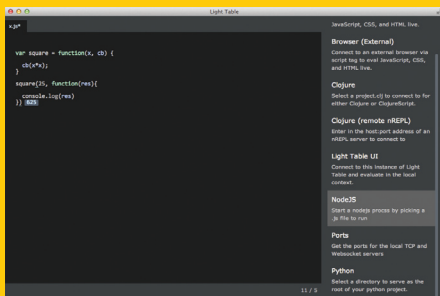 Light Table
x.js*
var square = function(x, cb) {
cb(x*x);
}
square(25, function(res){
console.log(res)
}) 625
11 / 5
JavaScript, CSS, and HTML live.
Browser (External)
Connect to an external browser via
script tag to eval JavaScript, CSS,
and HTML live.
Clojure
Select a project.clj to connect to for
either Clojure or ClojureScript.
Clojure (remote nREPL)
Enter in the host:port address of an
nREPL server to connect to
Light Table UI
Connect to this instance of Light
Table and evaluate in the local
context.
NodeJS
Start a nodejs process by picking a
.js file to run
Ports
Get the ports for the local TCP and
Websocket servers
Python
Select a directory to serve as the
root of your python project.